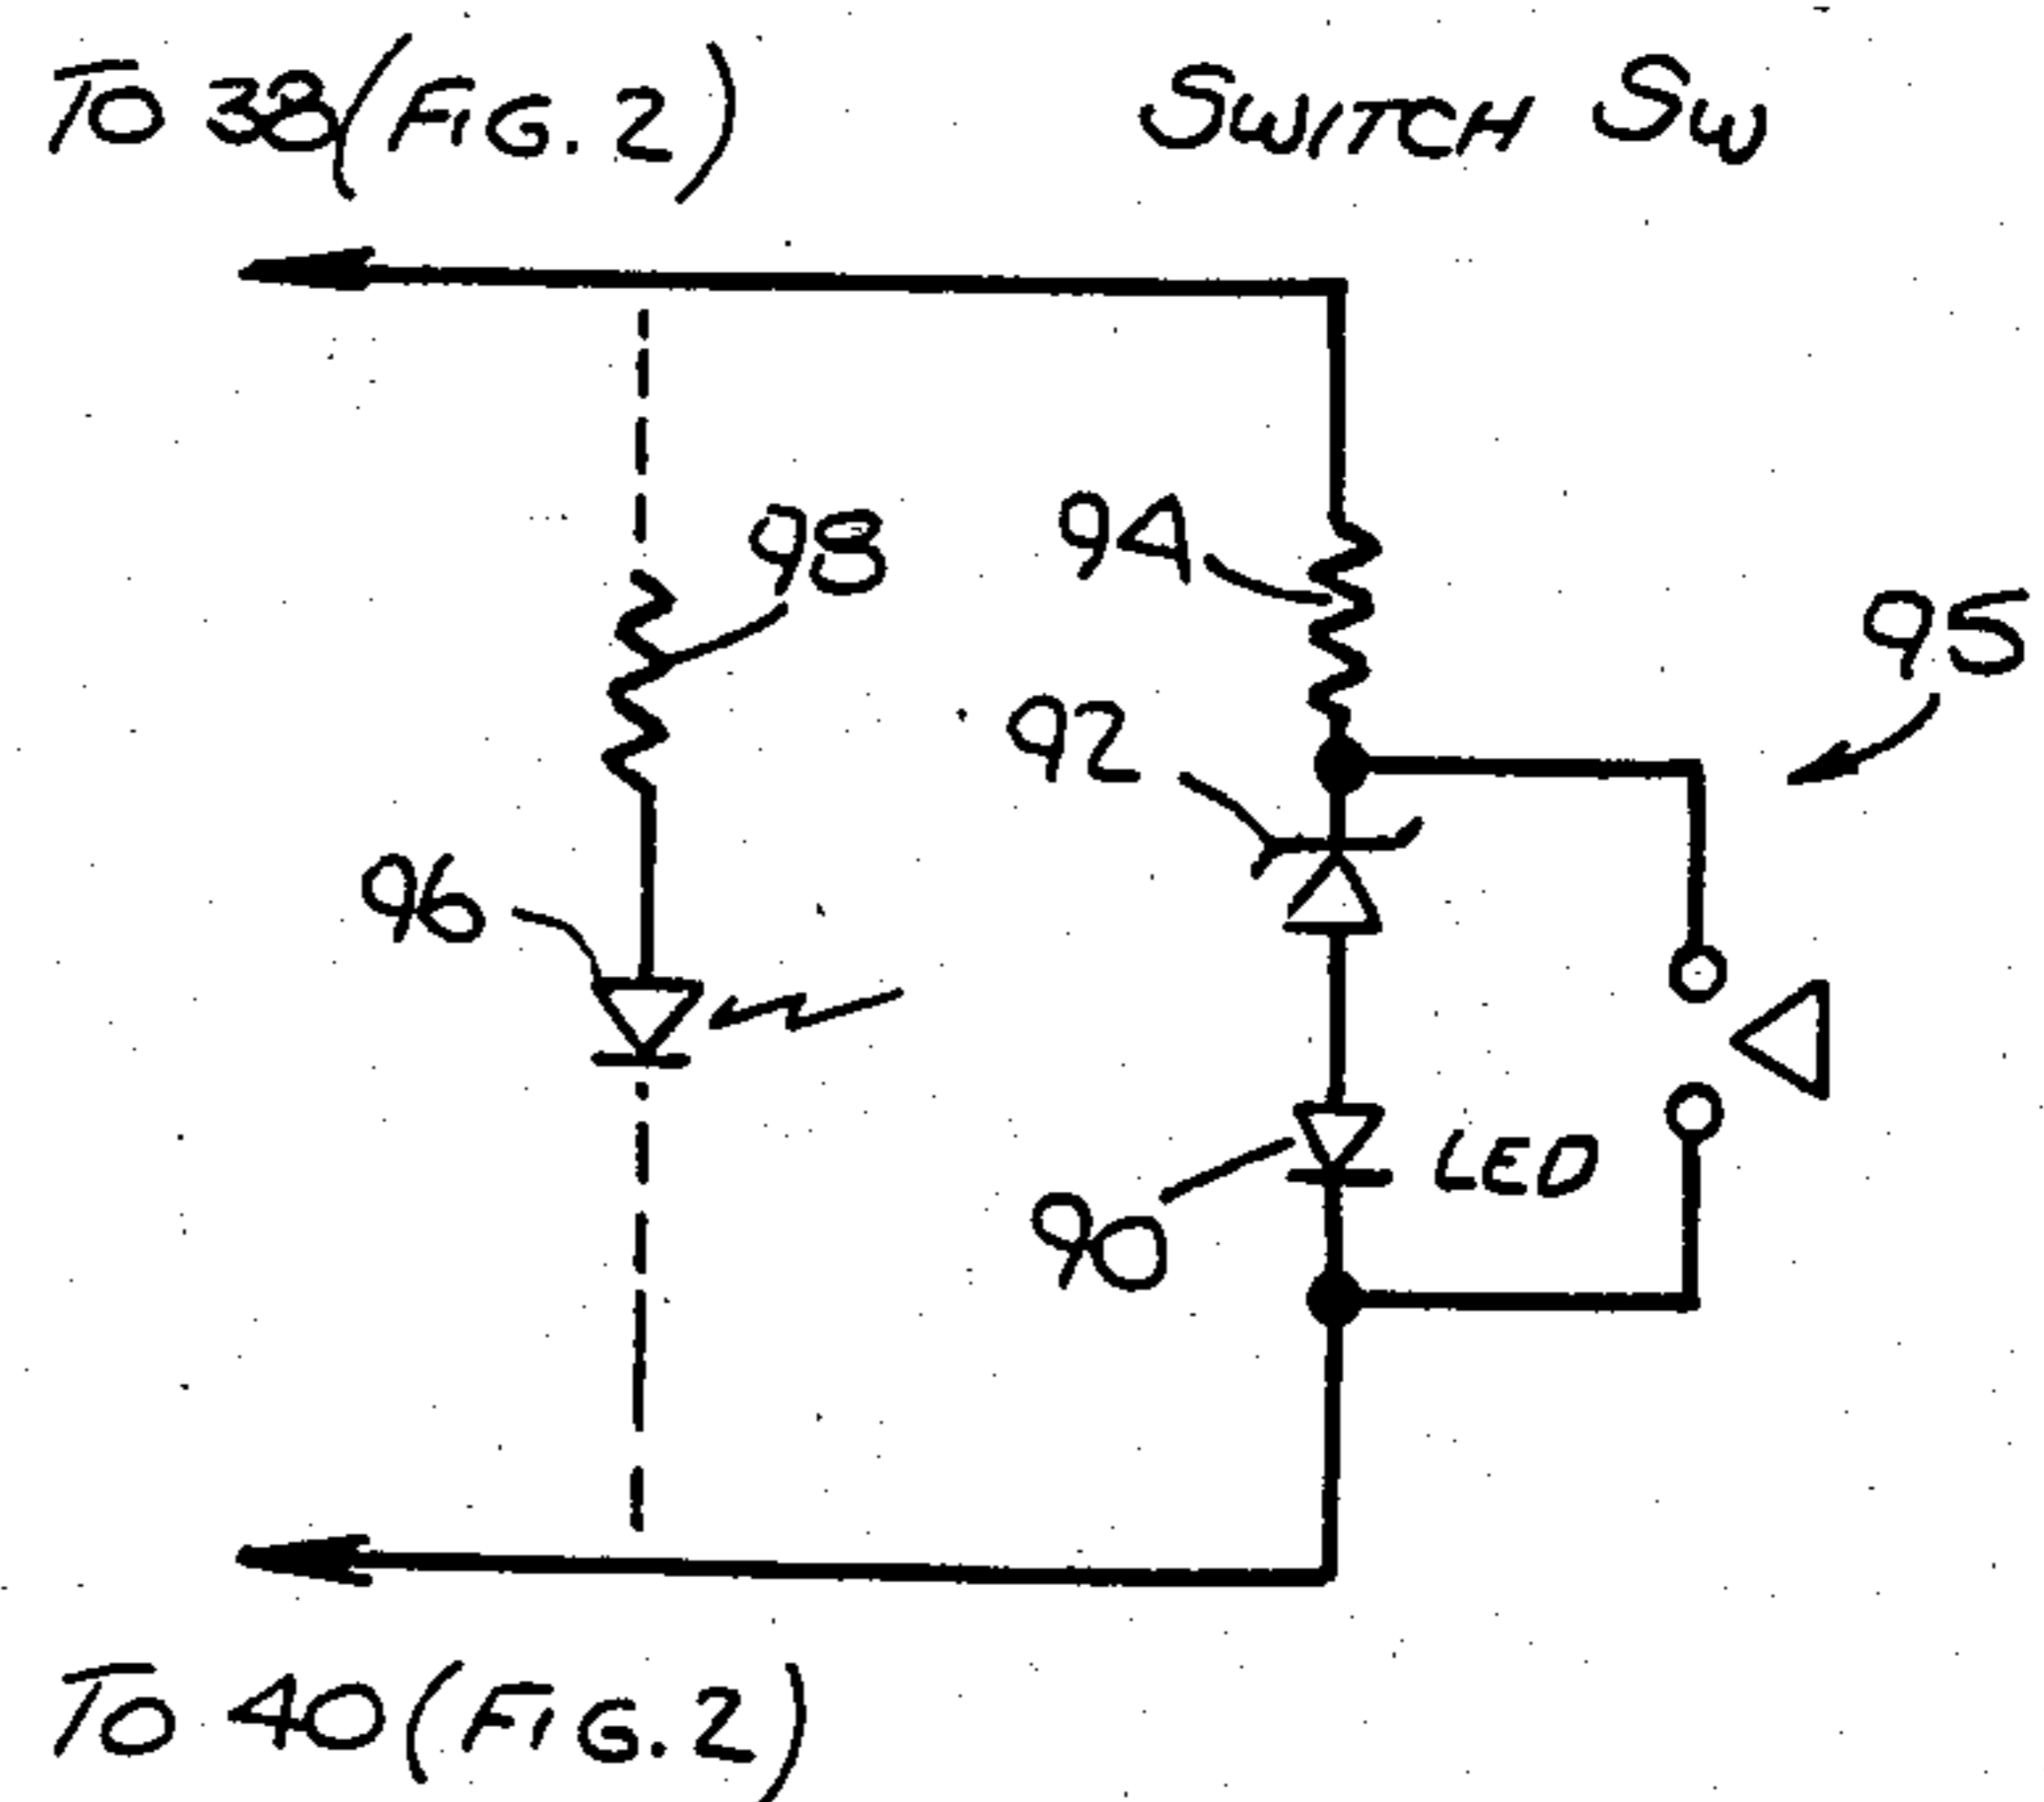 TO 38(FIG. 2)
SWITCH SW
98
94
95
92
96
LED
90
TO 40(FIG. 2)